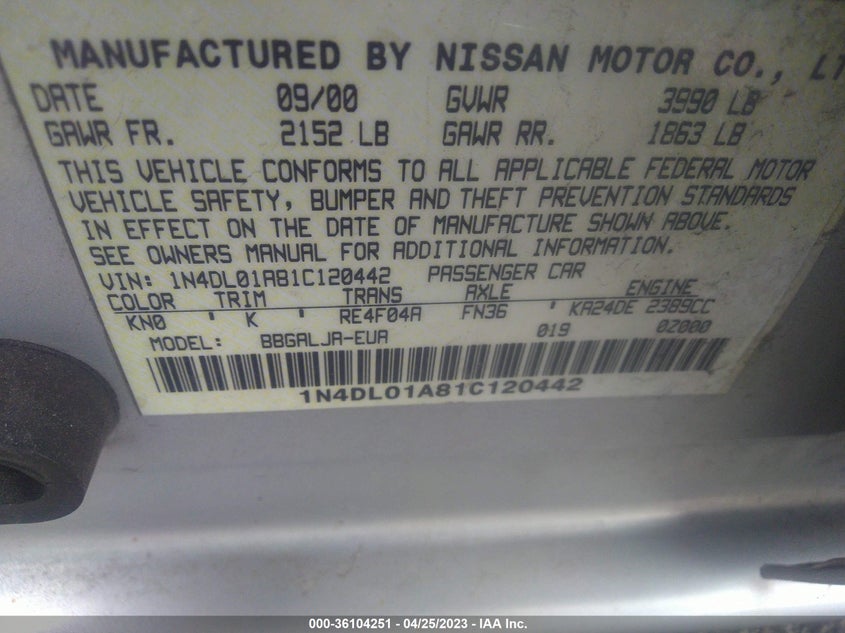 MANUFACTURED BY NISSAN MOTOR CO., LT
DATE 09/00 GVWR 3990 LB
GAWR FR. 2152 LB GAWR RR. 1863 LB
THIS VEHICLE CONFORMS TO ALL APPLICABLE FEDERAL MOTOR
VEHICLE SAFETY, BUMPER AND THEFT PREVENTION STANDARDS
IN EFFECT ON THE DATE OF MANUFACTURE SHOWN ABOVE.
SEE OWNERS MANUAL FOR ADDITIONAL INFORMATION.
VIN: 1N4DL01A81C120442 PASSENGER CAR
COLOR TRIM TRANS AXLE ENGINE
KN0 ' K RE4F04A FN36 ' KA24DE 2389CC
MODEL: BBGALJA-EUA 019 0Z000
1N4DL01A81C120442
000-36104251 - 04/25/2023 - IAA Inc.